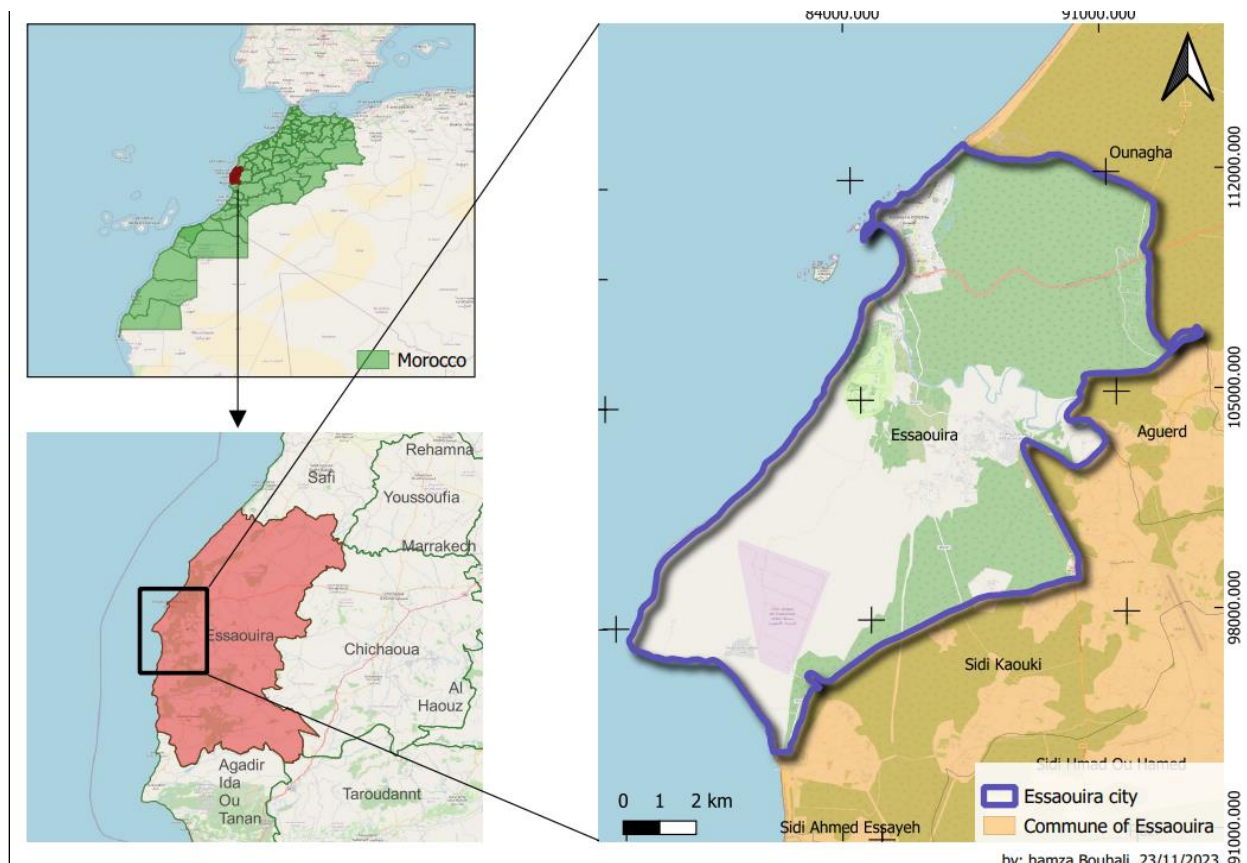 84000.000
91000.000
Morocco
Ounagha
112000.000
105000.000
Essaouira
Aguerd
98000.000
Sidi Kaouki
Sidi Hmad Ou Hamed
Sidi Ahmed Essayeh
0 1 2 km
Essaouira city
Commune of Essaouira
91000.000
by: hamza Bouhali 23/11/2023
Rehamna
Safi
Youssoufia
Marrakech
Essaouira
Chichaoua
Al
Haouz
Agadir
Ida
Ou
Tanan
Taroudannt